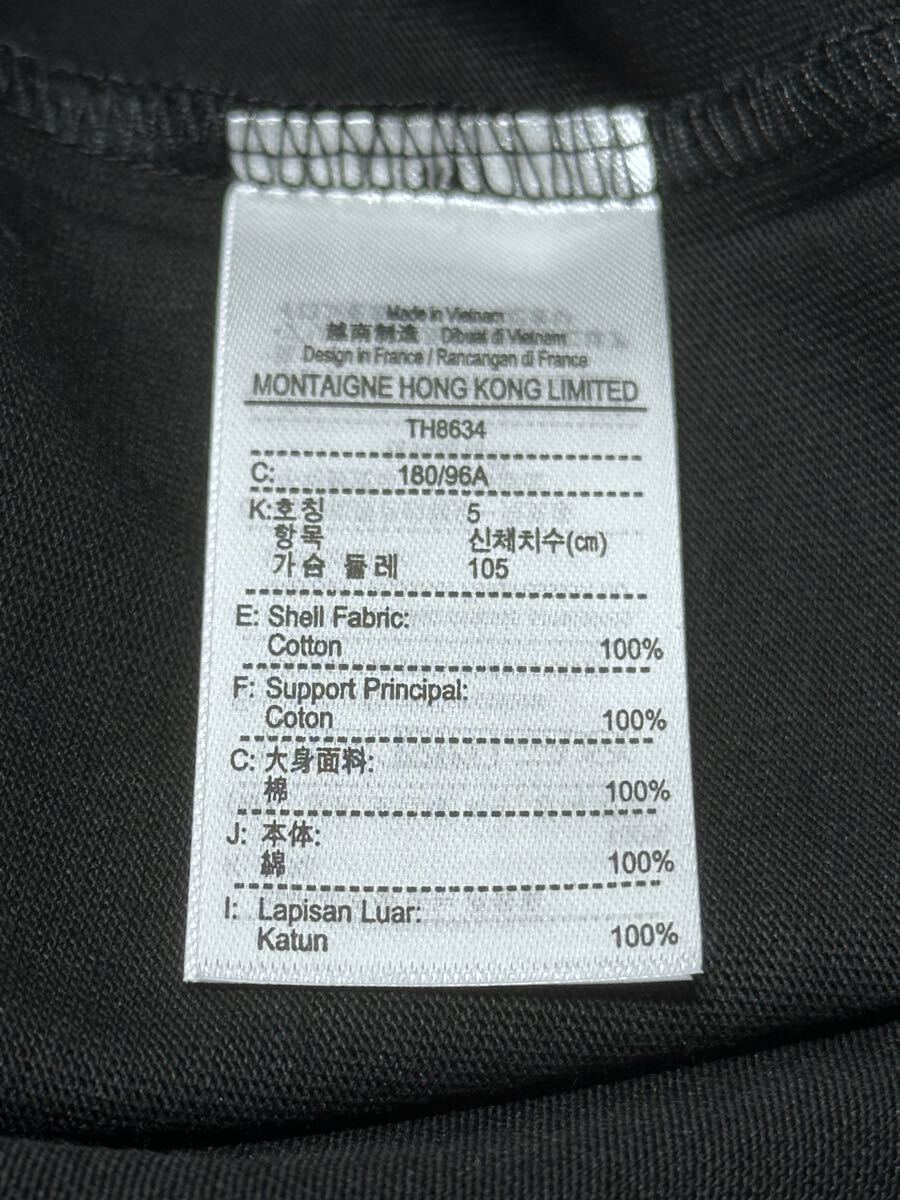 Made in Vietnam
越南制造 Dibuat di Vietnam
Design in France / Rancangan di France
MONTAIGNE HONG KONG LIMITED
TH8634
C: 180/96A
K:호칭 5
항목 신체치수(㎝)
가슴 둘레 105
E: Shell Fabric:
Cotton 100%
F: Support Principal:
Coton 100%
C: 大身面料:
棉 100%
J: 本体:
綿 100%
I: Lapisan Luar:
Katun 100%